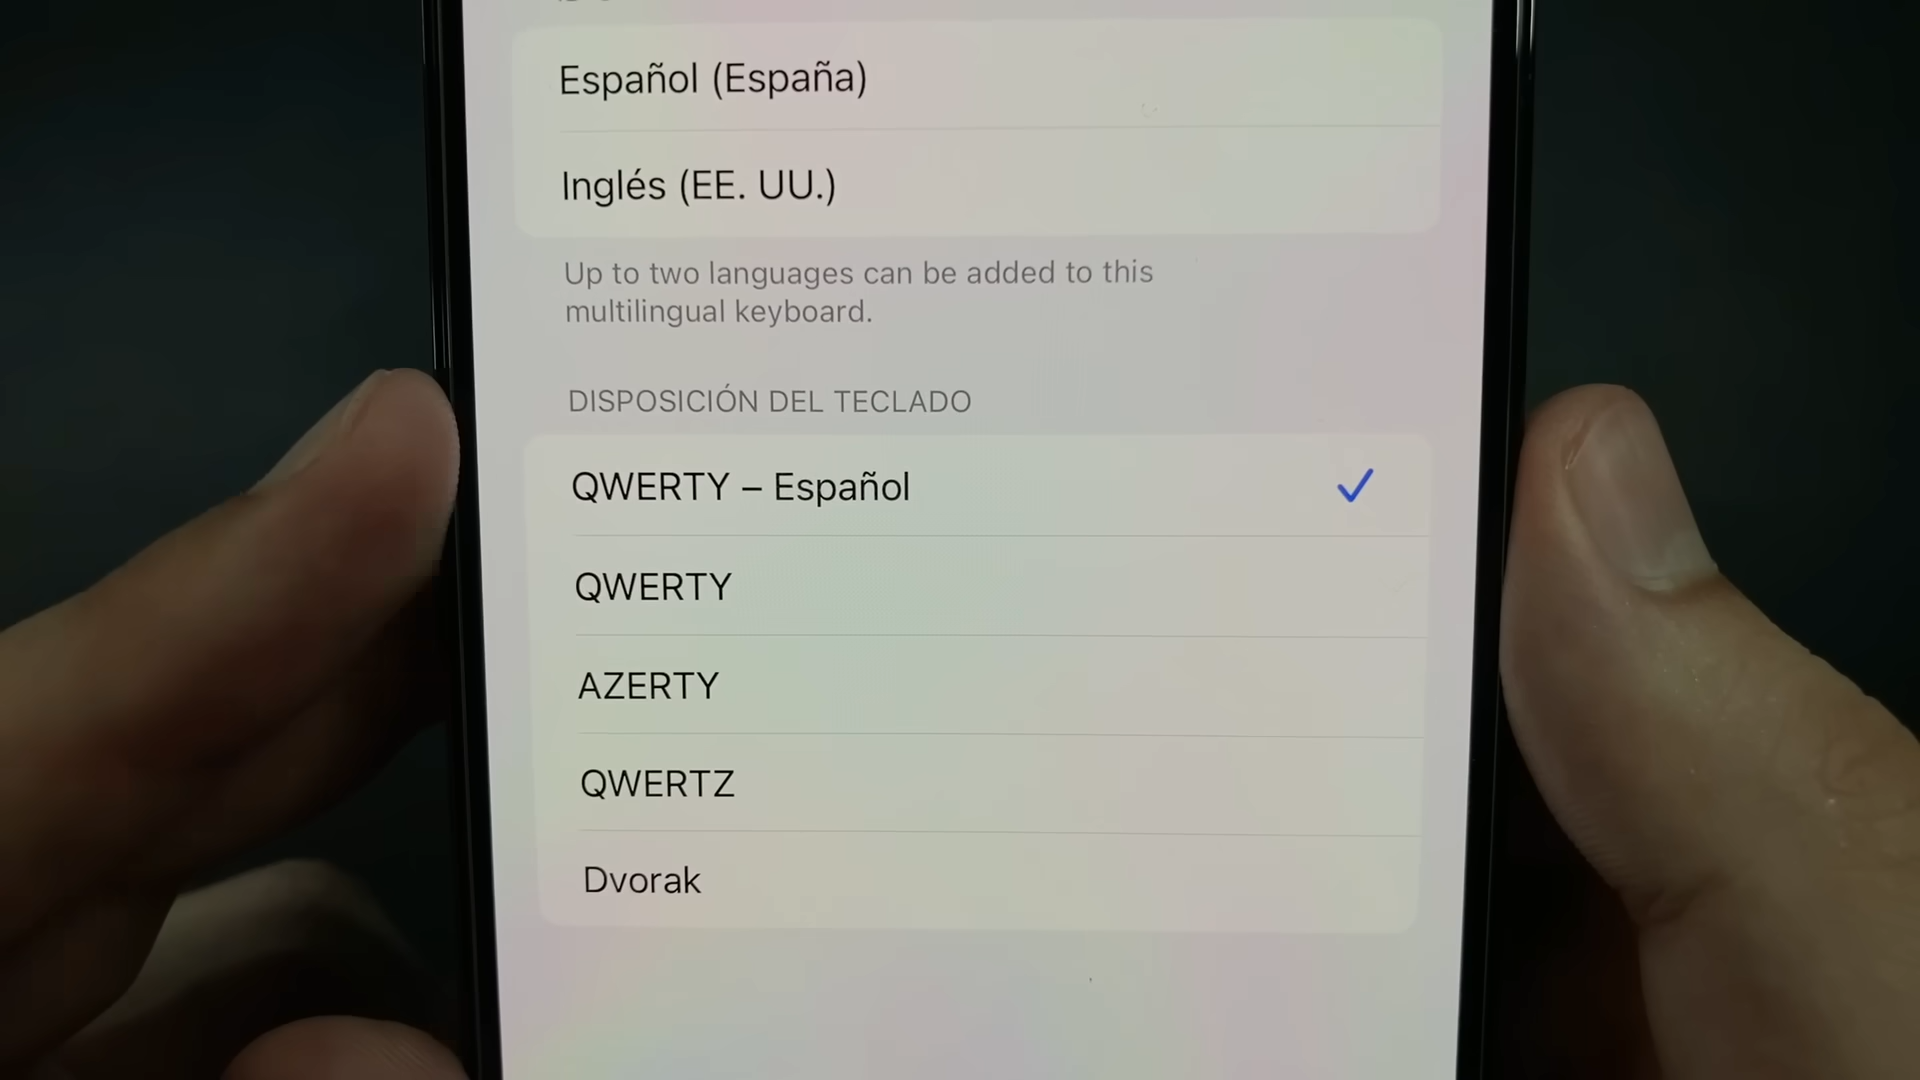 Español (España)
Inglés (EE. UU.)
Up to two languages can be added to this
multilingual keyboard.
DISPOSICIÓN DEL TECLADO
QWERTY – Español
QWERTY
AZERTY
QWERTZ
Dvorak